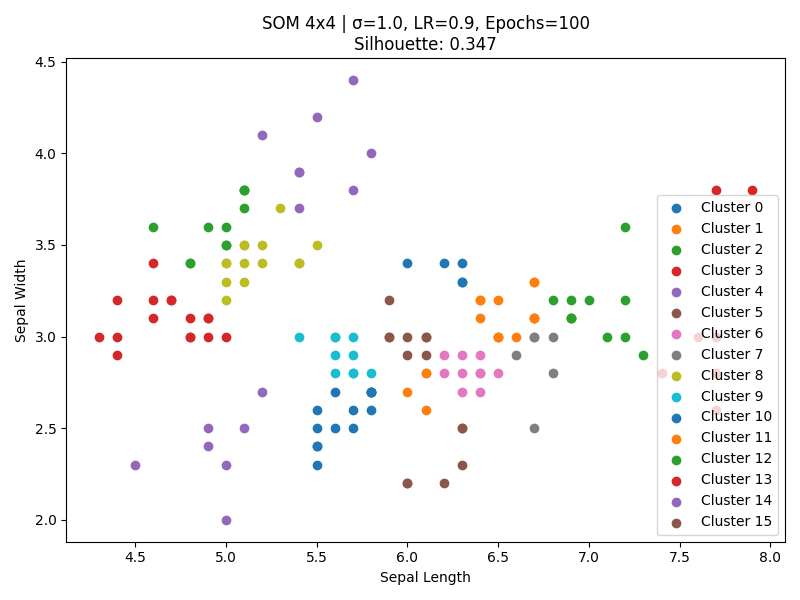 SOM 4x4 | σ=1.0, LR=0.9, Epochs=100
Silhouette: 0.347
4.5
4.0
3.5
3.0
2.5
2.0
Sepal Width
Cluster 0
Cluster 1
Cluster 2
Cluster 3
Cluster 4
Cluster 5
Cluster 6
Cluster 7
Cluster 8
Cluster 9
Cluster 10
Cluster 11
Cluster 12
Cluster 13
Cluster 14
Cluster 15
4.5 5.0 5.5 6.0 6.5 7.0 7.5 8.0
Sepal Length